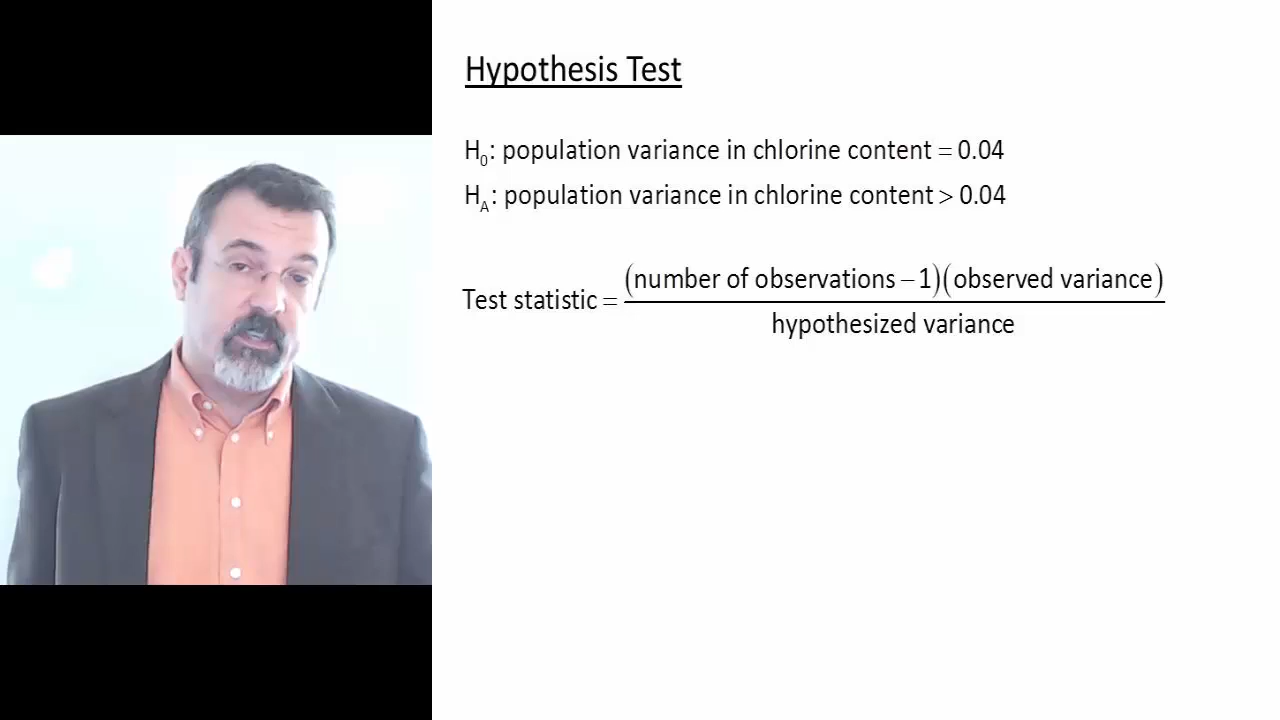 Hypothesis Test
H₀: population variance in chlorine content = 0.04
H_A: population variance in chlorine content > 0.04
Test statistic = (number of observations − 1)(observed variance) / hypothesized variance